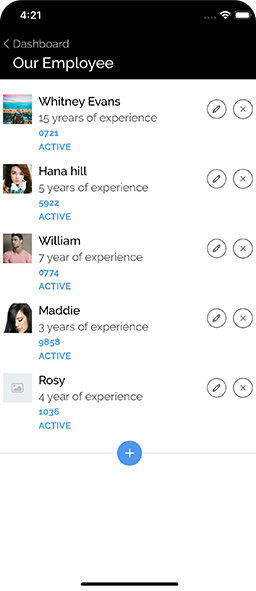 4:21
Dashboard
Our Employee
Whitney Evans
15 yrears of experience
0721
ACTIVE
Hana hill
5 years of experience
5922
ACTIVE
William
7 year of experience
0774
ACTIVE
Maddie
3 years of experience
9858
ACTIVE
Rosy
4 year of experience
1036
ACTIVE